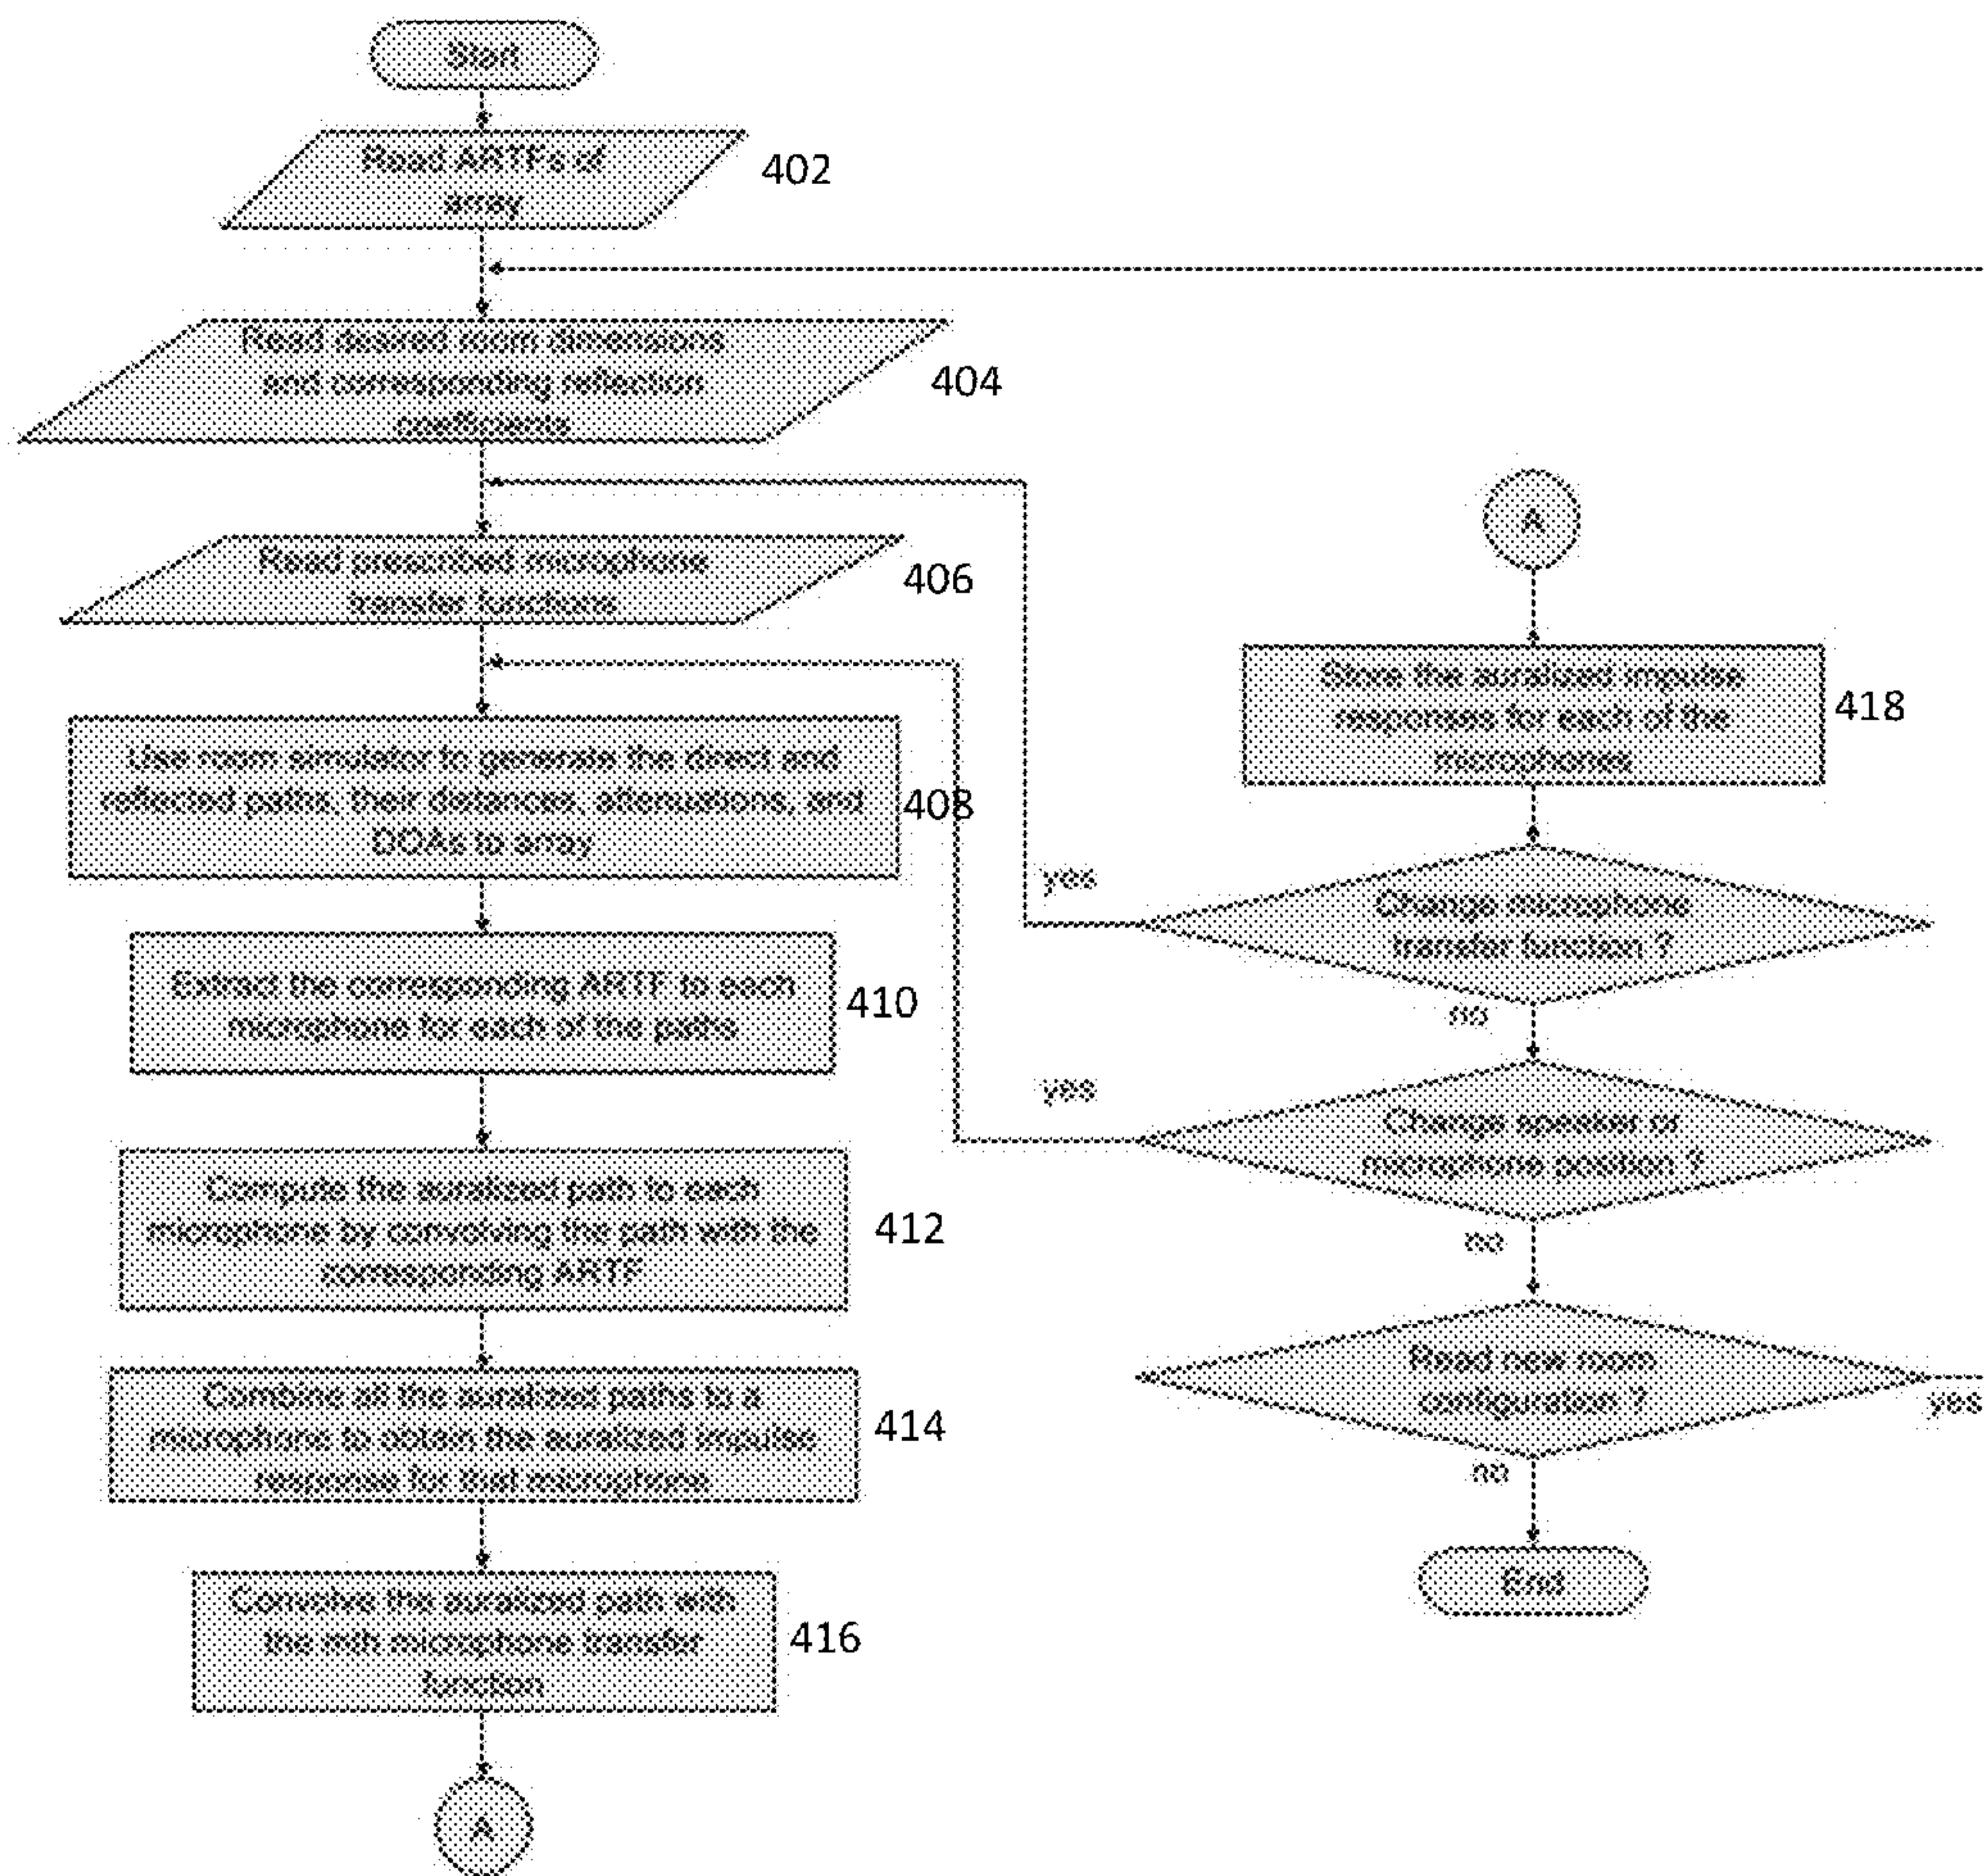 Start
Read ARTFs of
array
402
Read desired room dimensions
and corresponding reflection
coefficients
404
Read prescribed microphone
transfer functions
406
Use room simulator to generate the direct and
reflected paths, their distances, attenuations, and
DOAs to array
408
Extract the corresponding ARTF to each
microphone for each of the paths
410
Compute the auralized path to each
microphone by convolving the path with the
corresponding ARTF
412
Combine all the auralized paths to a
microphone to obtain the auralized impulse
response for that microphone
414
Convolve the auralized path with
the mth microphone transfer
function
416
A
A
Store the auralized impulse
responses for each of the
microphones
418
Change microphone
transfer function ?
yes
no
Change speaker or
microphone position ?
yes
no
Read new room
configuration ?
yes
no
End